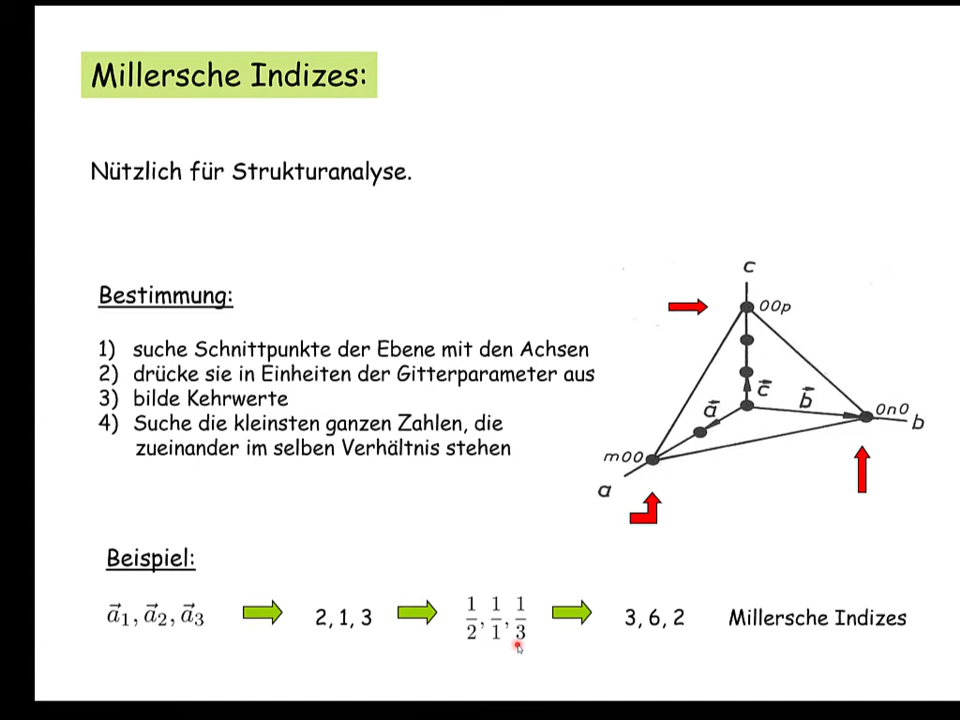 Millersche Indizes:
Nützlich für Strukturanalyse.
Bestimmung:
1) suche Schnittpunkte der Ebene mit den Achsen
2) drücke sie in Einheiten der Gitterparameter aus
3) bilde Kehrwerte
4) Suche die kleinsten ganzen Zahlen, die
zueinander im selben Verhältnis stehen
c
00p
c⃗
b⃗
a⃗
0n0
b
m00
a
Beispiel:
a⃗₁, a⃗₂, a⃗₃ 2, 1, 3 1/2, 1/1, 1/3 3, 6, 2 Millersche Indizes